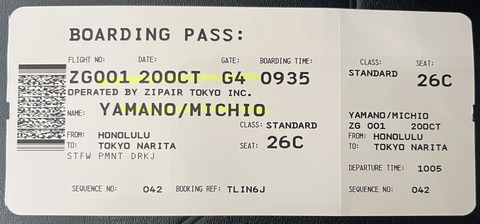 BOARDING PASS:
FLIGHT NO: DATE: GATE: BOARDING TIME:
ZG001 20OCT G4 0935
OPERATED BY ZIPAIR TOKYO INC.
NAME: YAMANO/MICHIO
CLASS: STANDARD
FROM: HONOLULU
TO: TOKYO NARITA SEAT: 26C
STFW PMNT DRKJ
SEQUENCE NO: 042 BOOKING REF: TLIN6J
CLASS: SEAT:
STANDARD 26C
YAMANO/MICHIO
ZG 001 20OCT
FROM: HONOLULU
TO: TOKYO NARITA
DEPARTURE TIME: 1005
SEQUENCE NO: 042